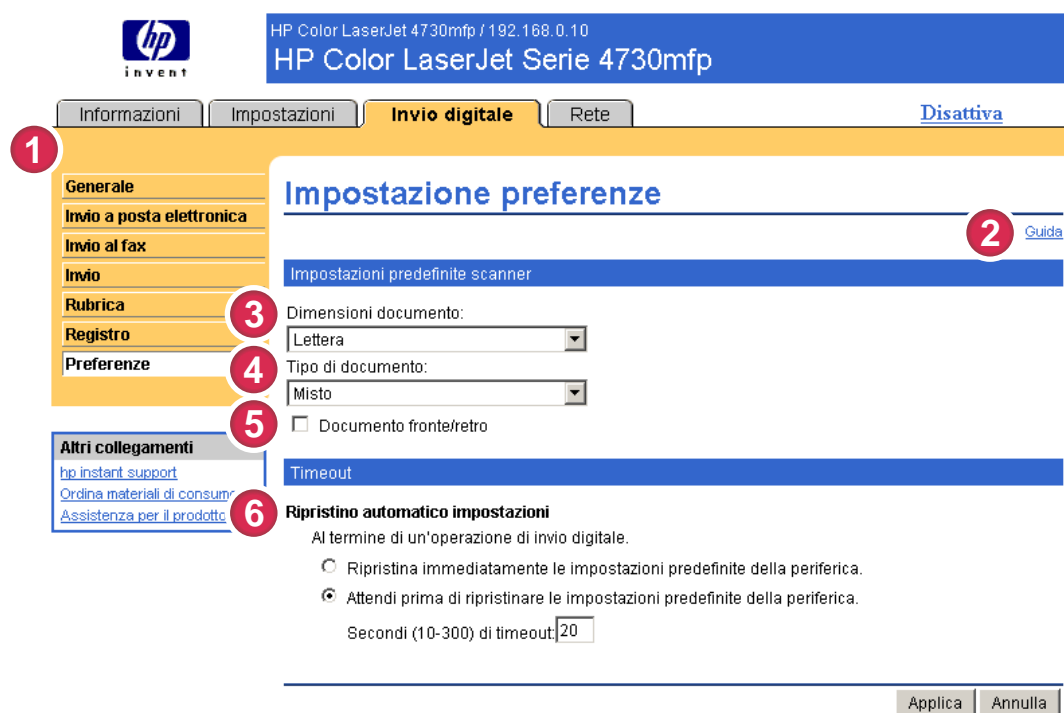 hp
invent
HP Color LaserJet 4730mfp / 192.168.0.10
HP Color LaserJet Serie 4730mfp
Informazioni
Impostazioni
Invio digitale
Rete
Disattiva
1
Generale
Invio a posta elettronica
Invio al fax
Invio
Rubrica
Registro
Preferenze
Altri collegamenti
hp instant support
Ordina materiali di
Assistenza per il prodotto
Impostazione preferenze
2
Guida
Impostazioni predefinite scanner
3
Dimensioni documento:
Lettera
4
Tipo di documento:
Misto
5
Documento fronte/retro
Timeout
6
Ripristino automatico impostazioni
Al termine di un'operazione di invio digitale.
Ripristina immediatamente le impostazioni predefinite della periferica.
Attendi prima di ripristinare le impostazioni predefinite della periferica.
Secondi (10-300) di timeout: 20
Applica
Annulla